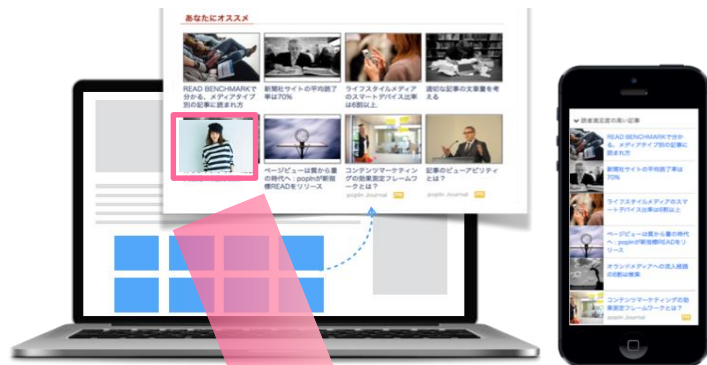 あなたにオススメ
READ BENCHMARKで
分かる、メディアタイプ
別の記事に読まれ方
新聞社サイトの平均読了
率は70%
ライフスタイルメディア
のスマートデバイス比率
は6割以上
適切な記事の文章量を考
える
ページビューは質から量
の時代へ：popInが新指
標READをリリース
コンテンツマーケティン
グの効果測定フレームワ
ークとは？
popIn Journal
記事のビューアビリティ
とは？
popIn Journal
読者満足度の高い記事
READ BENCHMARKで分か
る、メディアタイプ別の記事に
読まれ方
新聞社サイトの平均読了率は
70%
ライフスタイルメディアのスマ
ートデバイス比率は6割以上
ページビューは質から量の時代
へ：popInが新指標READをリ
リース
オウンドメディアへの流入経路
の6割は検索
コンテンツマーケティングの効
果測定フレームワークとは？
popIn Journal